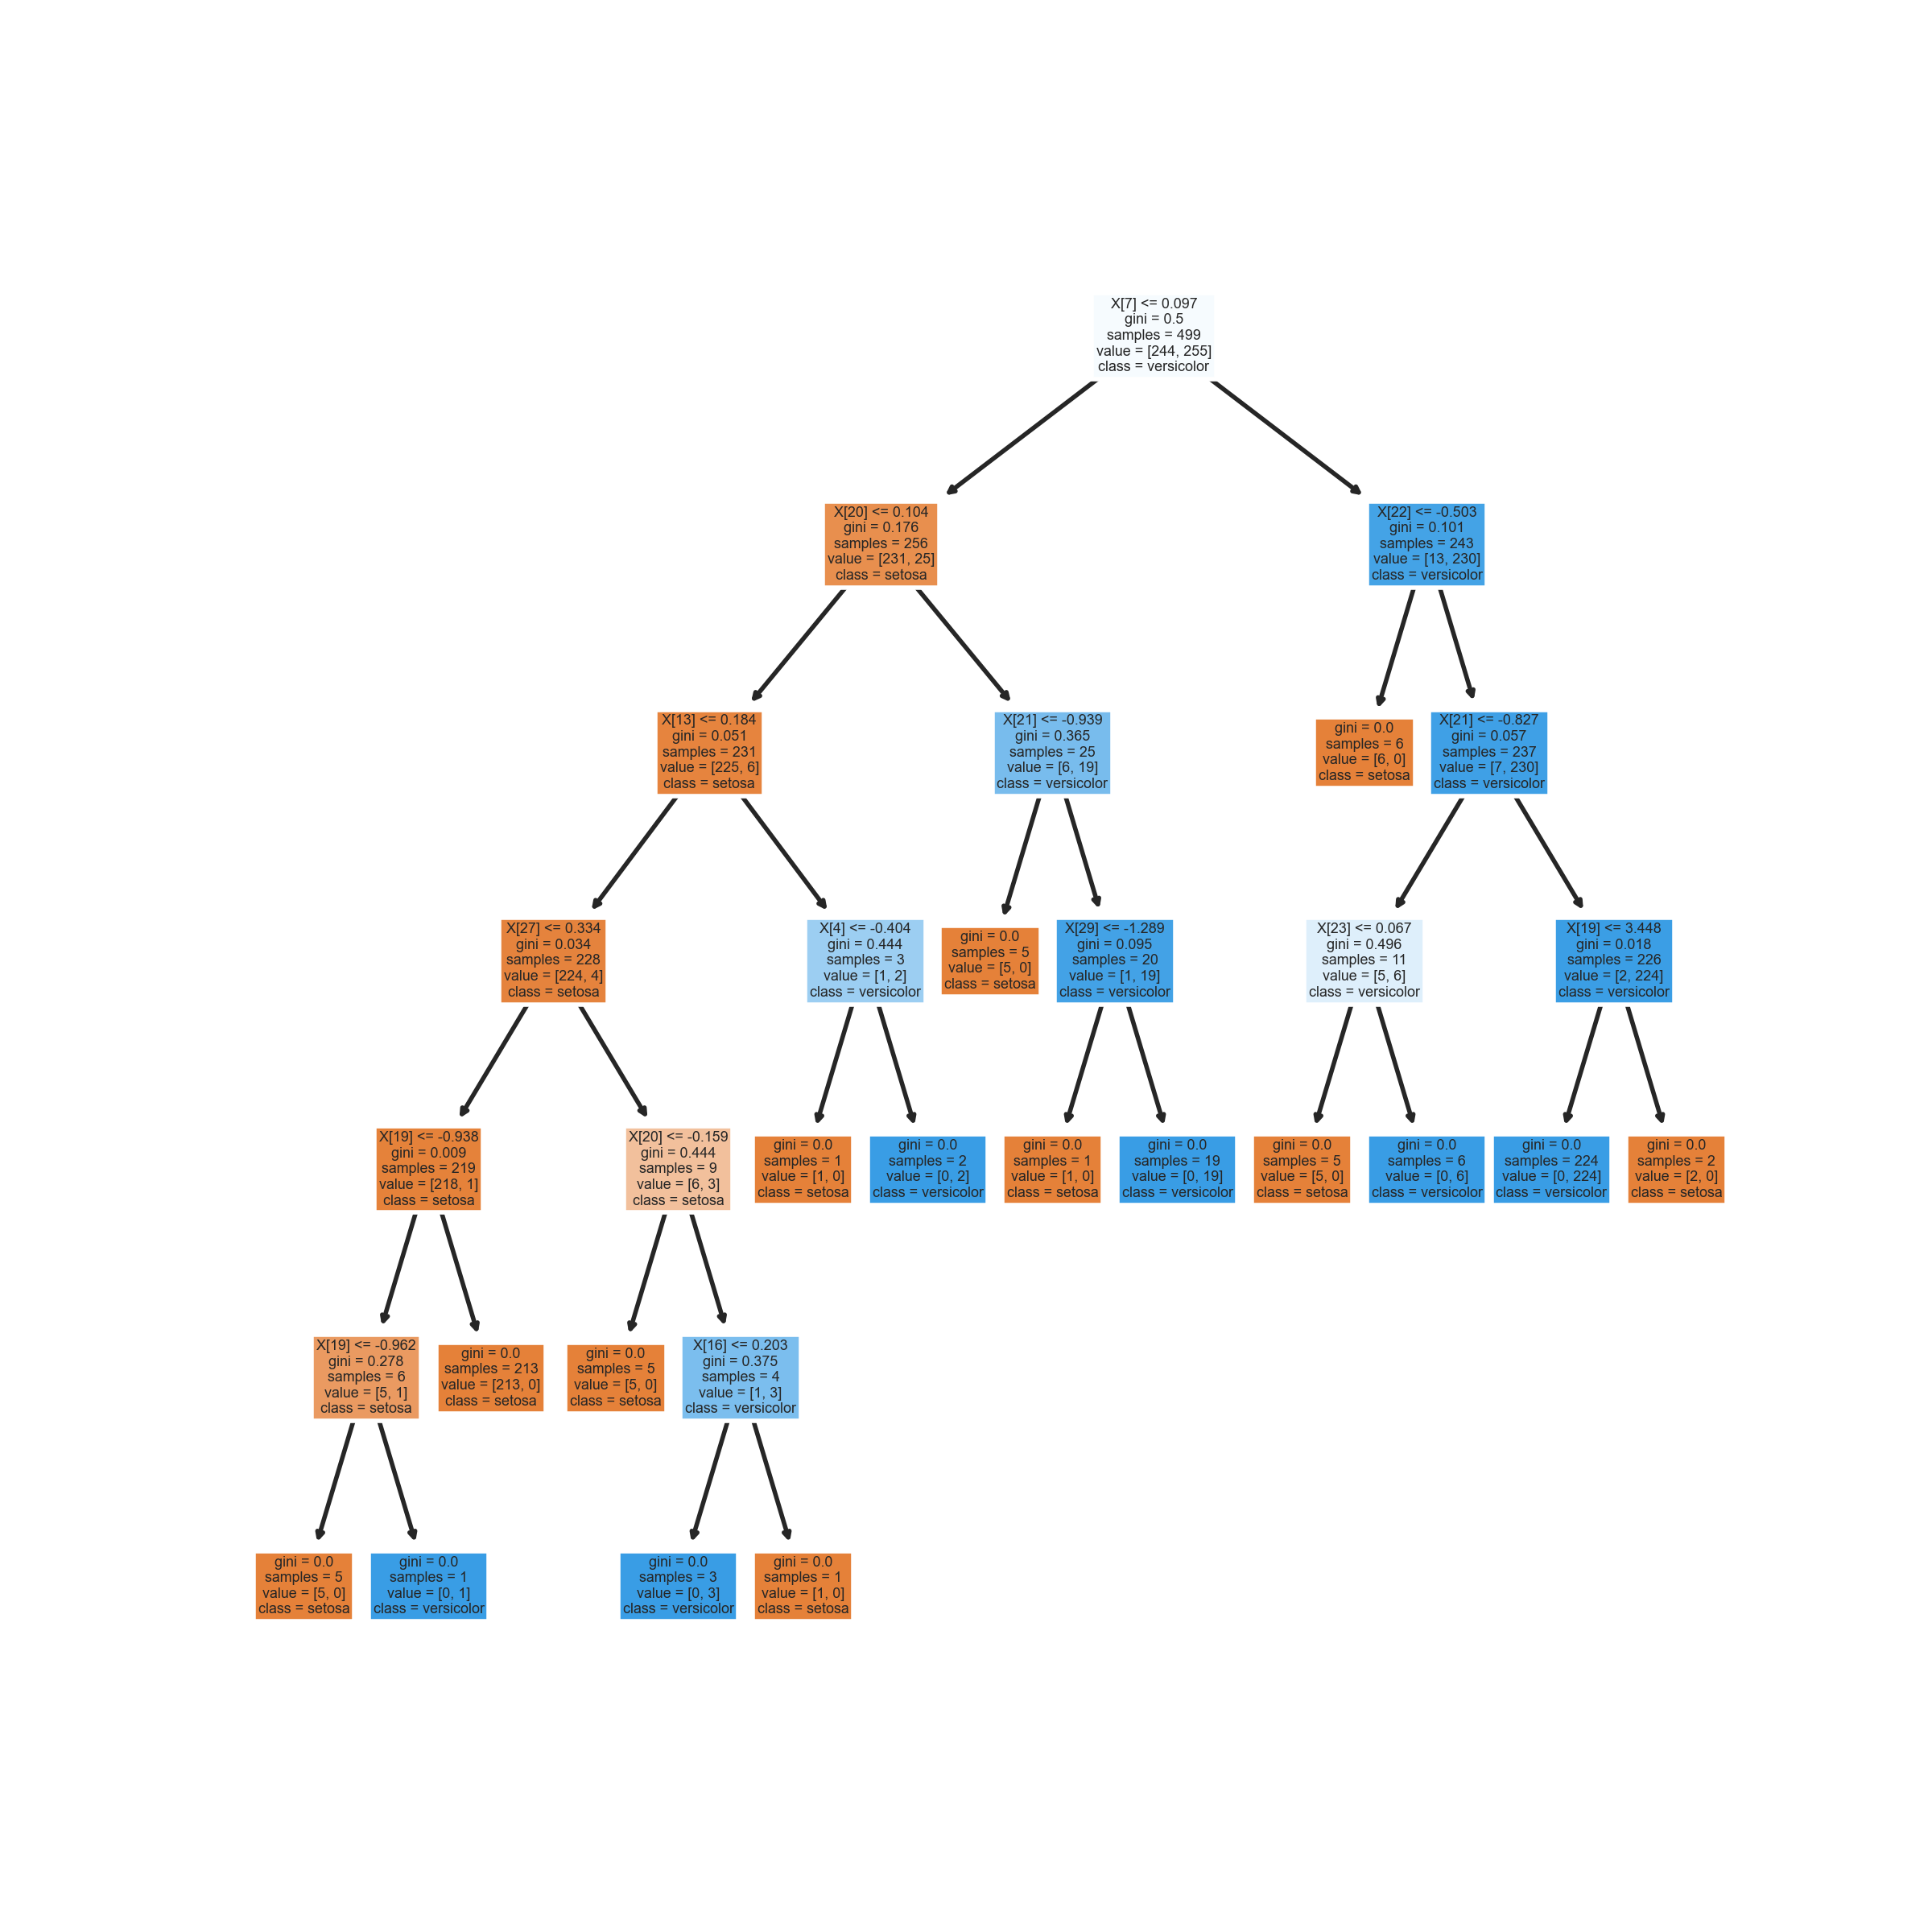 X[7] <= 0.097
gini = 0.5
samples = 499
value = [244, 255]
class = versicolor
X[20] <= 0.104
gini = 0.176
samples = 256
value = [231, 25]
class = setosa
X[22] <= -0.503
gini = 0.101
samples = 243
value = [13, 230]
class = versicolor
X[13] <= 0.184
gini = 0.051
samples = 231
value = [225, 6]
class = setosa
X[21] <= -0.939
gini = 0.365
samples = 25
value = [6, 19]
class = versicolor
gini = 0.0
samples = 6
value = [6, 0]
class = setosa
X[21] <= -0.827
gini = 0.057
samples = 237
value = [7, 230]
class = versicolor
X[27] <= 0.334
gini = 0.034
samples = 228
value = [224, 4]
class = setosa
X[4] <= -0.404
gini = 0.444
samples = 3
value = [1, 2]
class = versicolor
gini = 0.0
samples = 5
value = [5, 0]
class = setosa
X[29] <= -1.289
gini = 0.095
samples = 20
value = [1, 19]
class = versicolor
X[23] <= 0.067
gini = 0.496
samples = 11
value = [5, 6]
class = versicolor
X[19] <= 3.448
gini = 0.018
samples = 226
value = [2, 224]
class = versicolor
X[19] <= -0.938
gini = 0.009
samples = 219
value = [218, 1]
class = setosa
X[20] <= -0.159
gini = 0.444
samples = 9
value = [6, 3]
class = setosa
gini = 0.0
samples = 1
value = [1, 0]
class = setosa
gini = 0.0
samples = 2
value = [0, 2]
class = versicolor
gini = 0.0
samples = 1
value = [1, 0]
class = setosa
gini = 0.0
samples = 19
value = [0, 19]
class = versicolor
gini = 0.0
samples = 5
value = [5, 0]
class = setosa
gini = 0.0
samples = 6
value = [0, 6]
class = versicolor
gini = 0.0
samples = 224
value = [0, 224]
class = versicolor
gini = 0.0
samples = 2
value = [2, 0]
class = setosa
X[19] <= -0.962
gini = 0.278
samples = 6
value = [5, 1]
class = setosa
gini = 0.0
samples = 213
value = [213, 0]
class = setosa
gini = 0.0
samples = 5
value = [5, 0]
class = setosa
X[16] <= 0.203
gini = 0.375
samples = 4
value = [1, 3]
class = versicolor
gini = 0.0
samples = 5
value = [5, 0]
class = setosa
gini = 0.0
samples = 1
value = [0, 1]
class = versicolor
gini = 0.0
samples = 3
value = [0, 3]
class = versicolor
gini = 0.0
samples = 1
value = [1, 0]
class = setosa